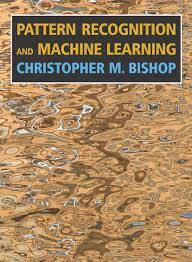 PATTERN RECOGNITION
AND MACHINE LEARNING
CHRISTOPHER M. BISHOP